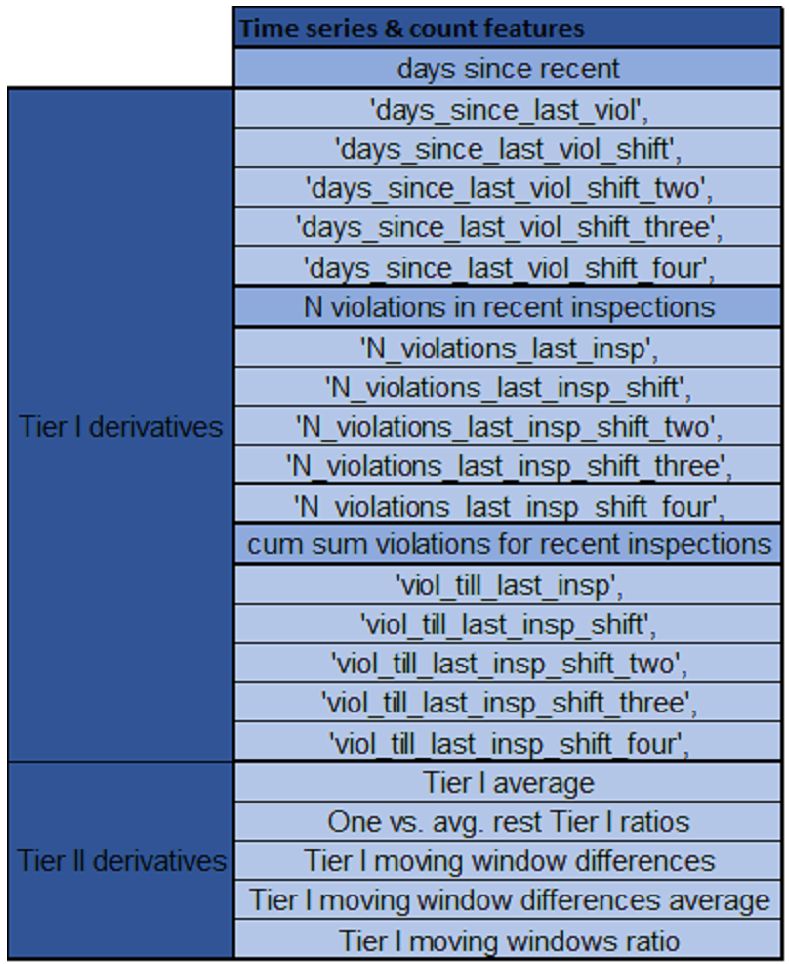 Time series & count features
days since recent
Tier I derivatives
'days_since_last_viol',
'days_since_last_viol_shift',
'days_since_last_viol_shift_two',
'days_since_last_viol_shift_three',
'days_since_last_viol_shift_four',
N violations in recent inspections
'N_violations_last_insp',
'N_violations_last_insp_shift',
'N_violations_last_insp_shift_two',
'N_violations_last_insp_shift_three',
'N_violations_last_insp_shift_four',
cum sum violations for recent inspections
'viol_till_last_insp',
'viol_till_last_insp_shift',
'viol_till_last_insp_shift_two',
'viol_till_last_insp_shift_three',
'viol_till_last_insp_shift_four',
Tier II derivatives
Tier I average
One vs. avg. rest Tier I ratios
Tier I moving window differences
Tier I moving window differences average
Tier I moving windows ratio